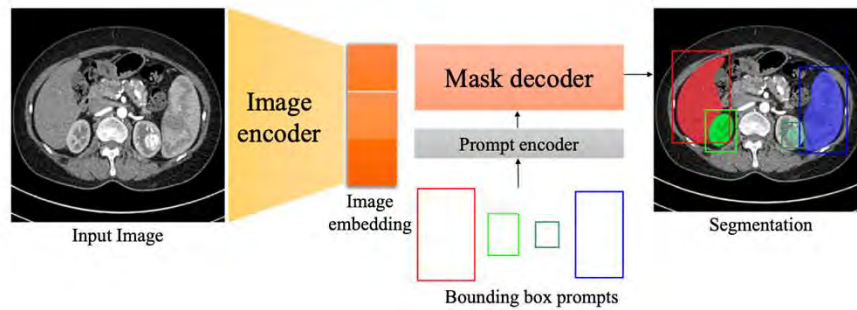 Input Image
Image
encoder
Image
embedding
Mask decoder
Prompt encoder
Bounding box prompts
Segmentation